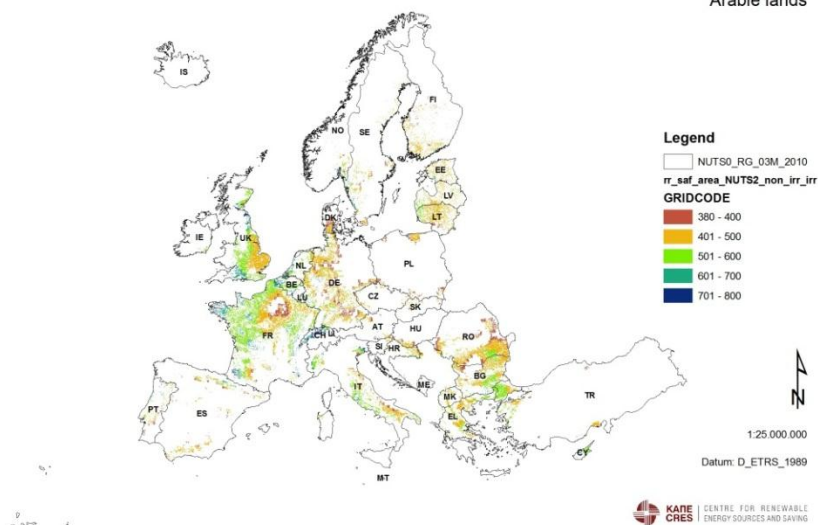 Arable lands
IS
FI
NO
SE
EE
LV
LT
DK
IE
UK
NL
BE
LU
DE
PL
CZ
SK
FR
CH
AT
HU
SI
HR
RO
BG
IT
ME
MK
EL
TR
PT
ES
MT
CY
Legend
NUTS0_RG_03M_2010
rr_saf_area_NUTS2_non_irr_irr
GRIDCODE
380 - 400
401 - 500
501 - 600
601 - 700
701 - 800
N
1:25.000.000
Datum: D_ETRS_1989
ΚΑΠΕ
CRES
CENTRE FOR RENEWABLE
ENERGY SOURCES AND SAVING